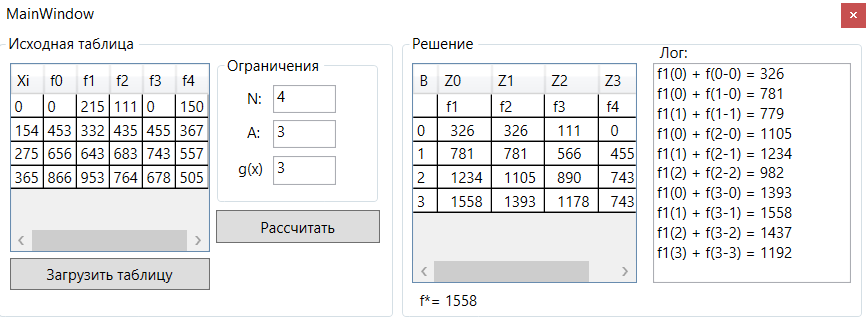 MainWindow
Исходная таблица
Xi f0 f1 f2 f3 f4
0 0 215 111 0 150
154 453 332 435 455 367
275 656 643 683 743 557
365 866 953 764 678 505
Загрузить таблицу
Ограничения
N: 4
A: 3
g(x) 3
Рассчитать
Решение
B Z0 Z1 Z2 Z3
f1 f2 f3 f4
0 326 326 111 0
1 781 781 566 455
2 1234 1105 890 743
3 1558 1393 1178 743
f*= 1558
Лог:
f1(0) + f(0-0) = 326
f1(0) + f(1-0) = 781
f1(1) + f(1-1) = 779
f1(0) + f(2-0) = 1105
f1(1) + f(2-1) = 1234
f1(2) + f(2-2) = 982
f1(0) + f(3-0) = 1393
f1(1) + f(3-1) = 1558
f1(2) + f(3-2) = 1437
f1(3) + f(3-3) = 1192